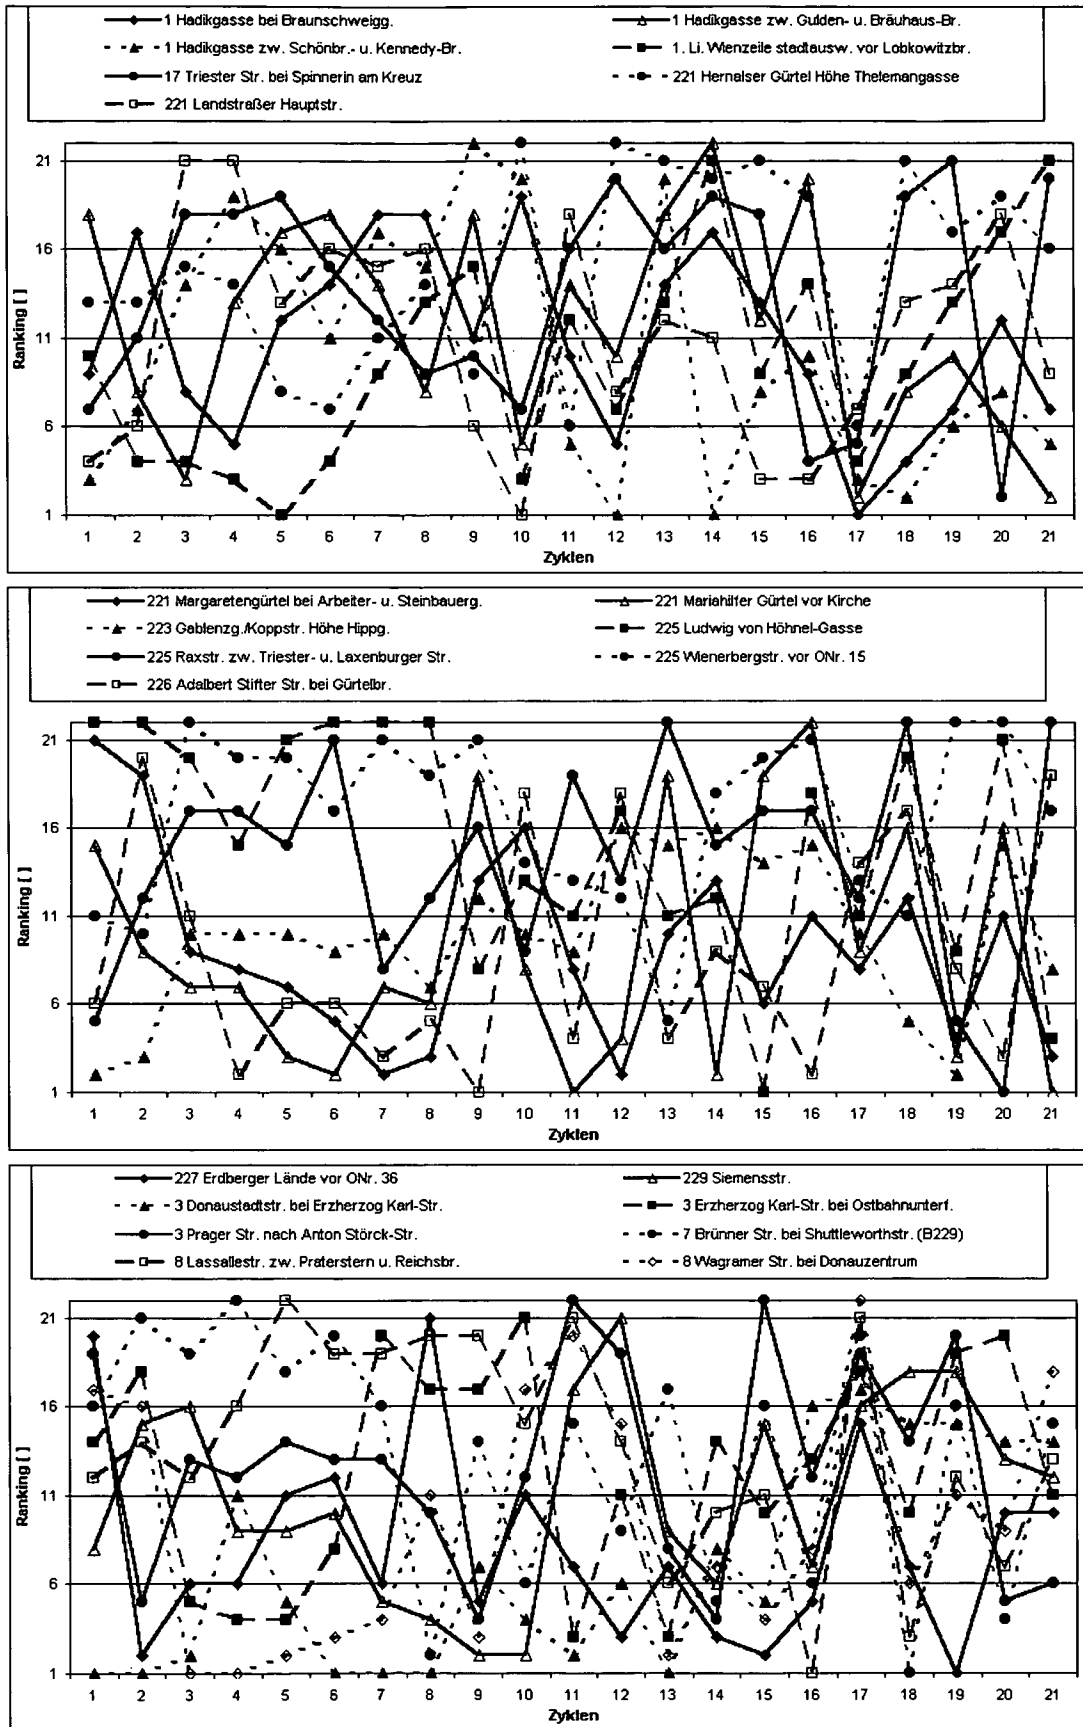 1 Hadikgasse bei Braunschweigg. 1 Hadikgasse zw. Gulden- u. Bräuhaus-Br.
1 Hadikgasse zw. Schönbr.- u. Kennedy-Br. 1. Li. Wienzeile stadtausw. vor Lobkowitzbr.
17 Triester Str. bei Spinnerin am Kreuz 221 Hernalser Gürtel Höhe Thelemangasse
221 Landstraßer Hauptstr.
21
16
11
6
1
Ranking [ ]
1 2 3 4 5 6 7 8 9 10 11 12 13 14 15 16 17 18 19 20 21
Zyklen
221 Margaretengürtel bei Arbeiter- u. Steinbauerg. 221 Mariahilfer Gürtel vor Kirche
223 Gablenzg./Koppstr. Höhe Hippg. 225 Ludwig von Höhnel-Gasse
225 Raxstr. zw. Triester- u. Laxenburger Str. 225 Wienerbergstr. vor ONr. 15
226 Adalbert Stifter Str. bei Gürtelbr.
21
16
11
6
1
Ranking [ ]
1 2 3 4 5 6 7 8 9 10 11 12 13 14 15 16 17 18 19 20 21
Zyklen
227 Erdberger Lände vor ONr. 36 229 Siemensstr.
3 Donaustadtstr. bei Erzherzog Karl-Str. 3 Erzherzog Karl-Str. bei Ostbahnunterf.
3 Prager Str. nach Anton Störck-Str. 7 Brünner Str. bei Shuttleworthstr. (B229)
8 Lassallestr. zw. Praterstern u. Reichsbr. 8 Wagramer Str. bei Donauzentrum
21
16
11
6
1
Ranking [ ]
1 2 3 4 5 6 7 8 9 10 11 12 13 14 15 16 17 18 19 20 21
Zyklen